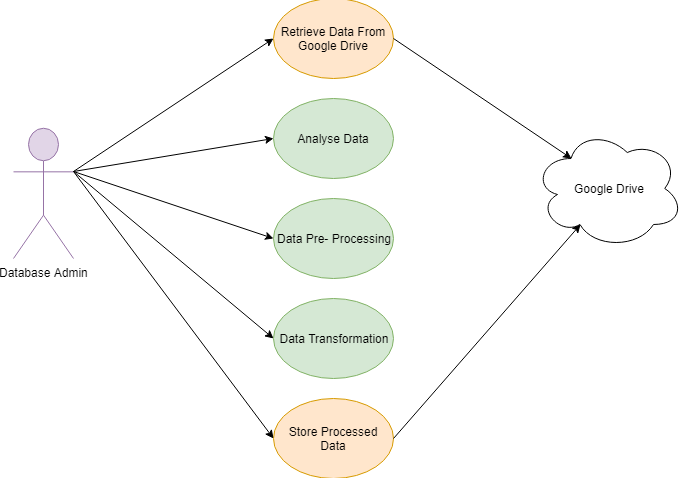 Retrieve Data From
Google Drive
Analyse Data
Google Drive
Data Pre- Processing
Database Admin
Data Transformation
Store Processed
Data